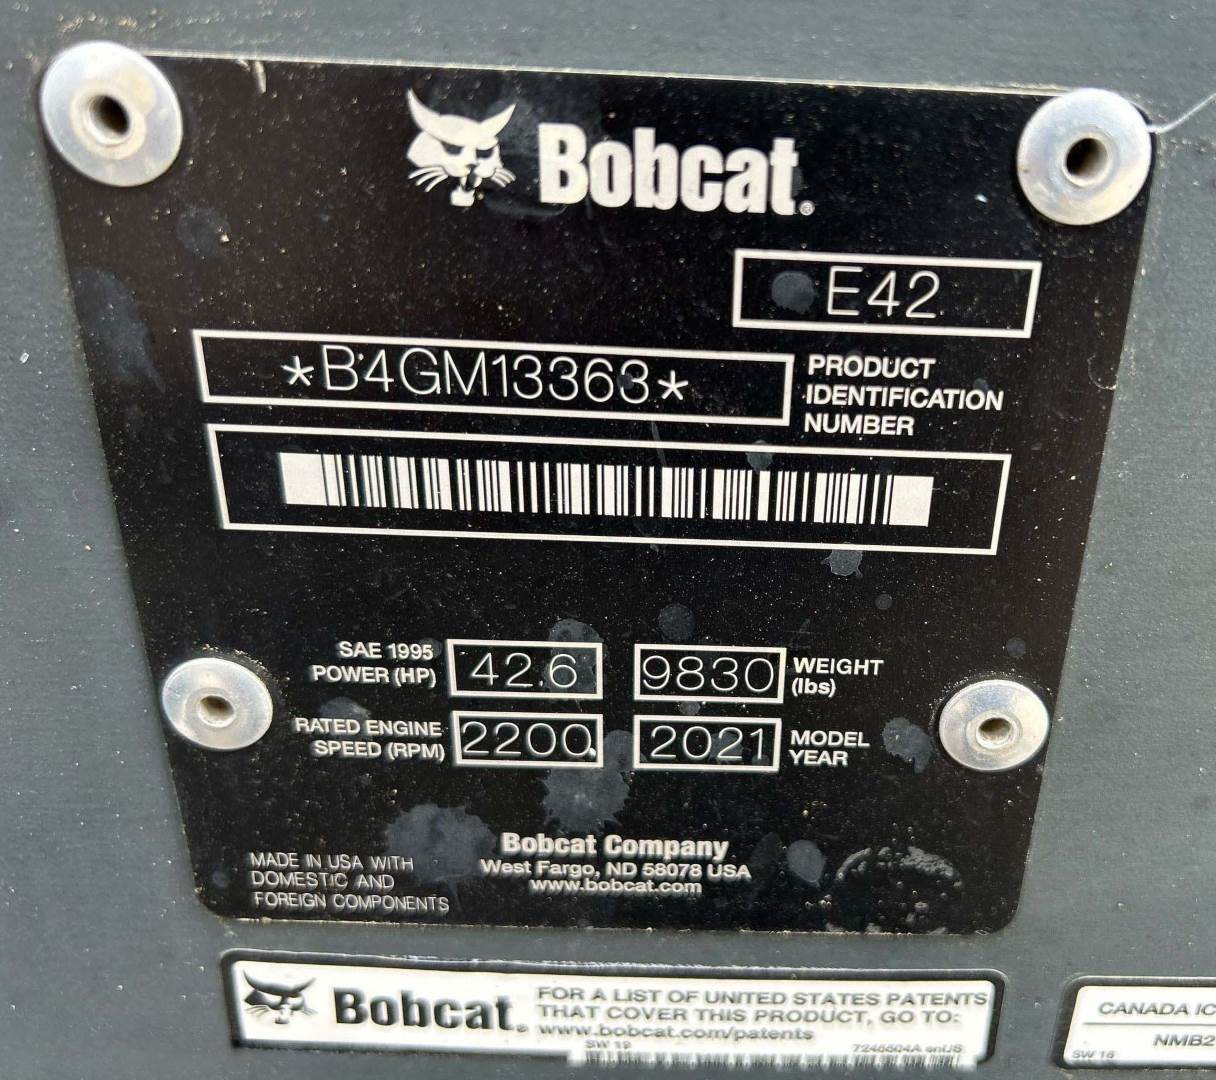 Bobcat®
E42
*B4GM13363*
PRODUCT
IDENTIFICATION
NUMBER
SAE 1995
POWER (HP)
42.6
9830
WEIGHT
(lbs)
RATED ENGINE
SPEED (RPM)
2200
2021
MODEL
YEAR
Bobcat Company
West Fargo, ND 58078 USA
www.bobcat.com
MADE IN USA WITH
DOMESTIC AND
FOREIGN COMPONENTS
Bobcat®
FOR A LIST OF UNITED STATES PATENTS
THAT COVER THIS PRODUCT, GO TO:
www.bobcat.com/patents
SW 19
7246604A enUS
CANADA IC
NMB2
SW 16